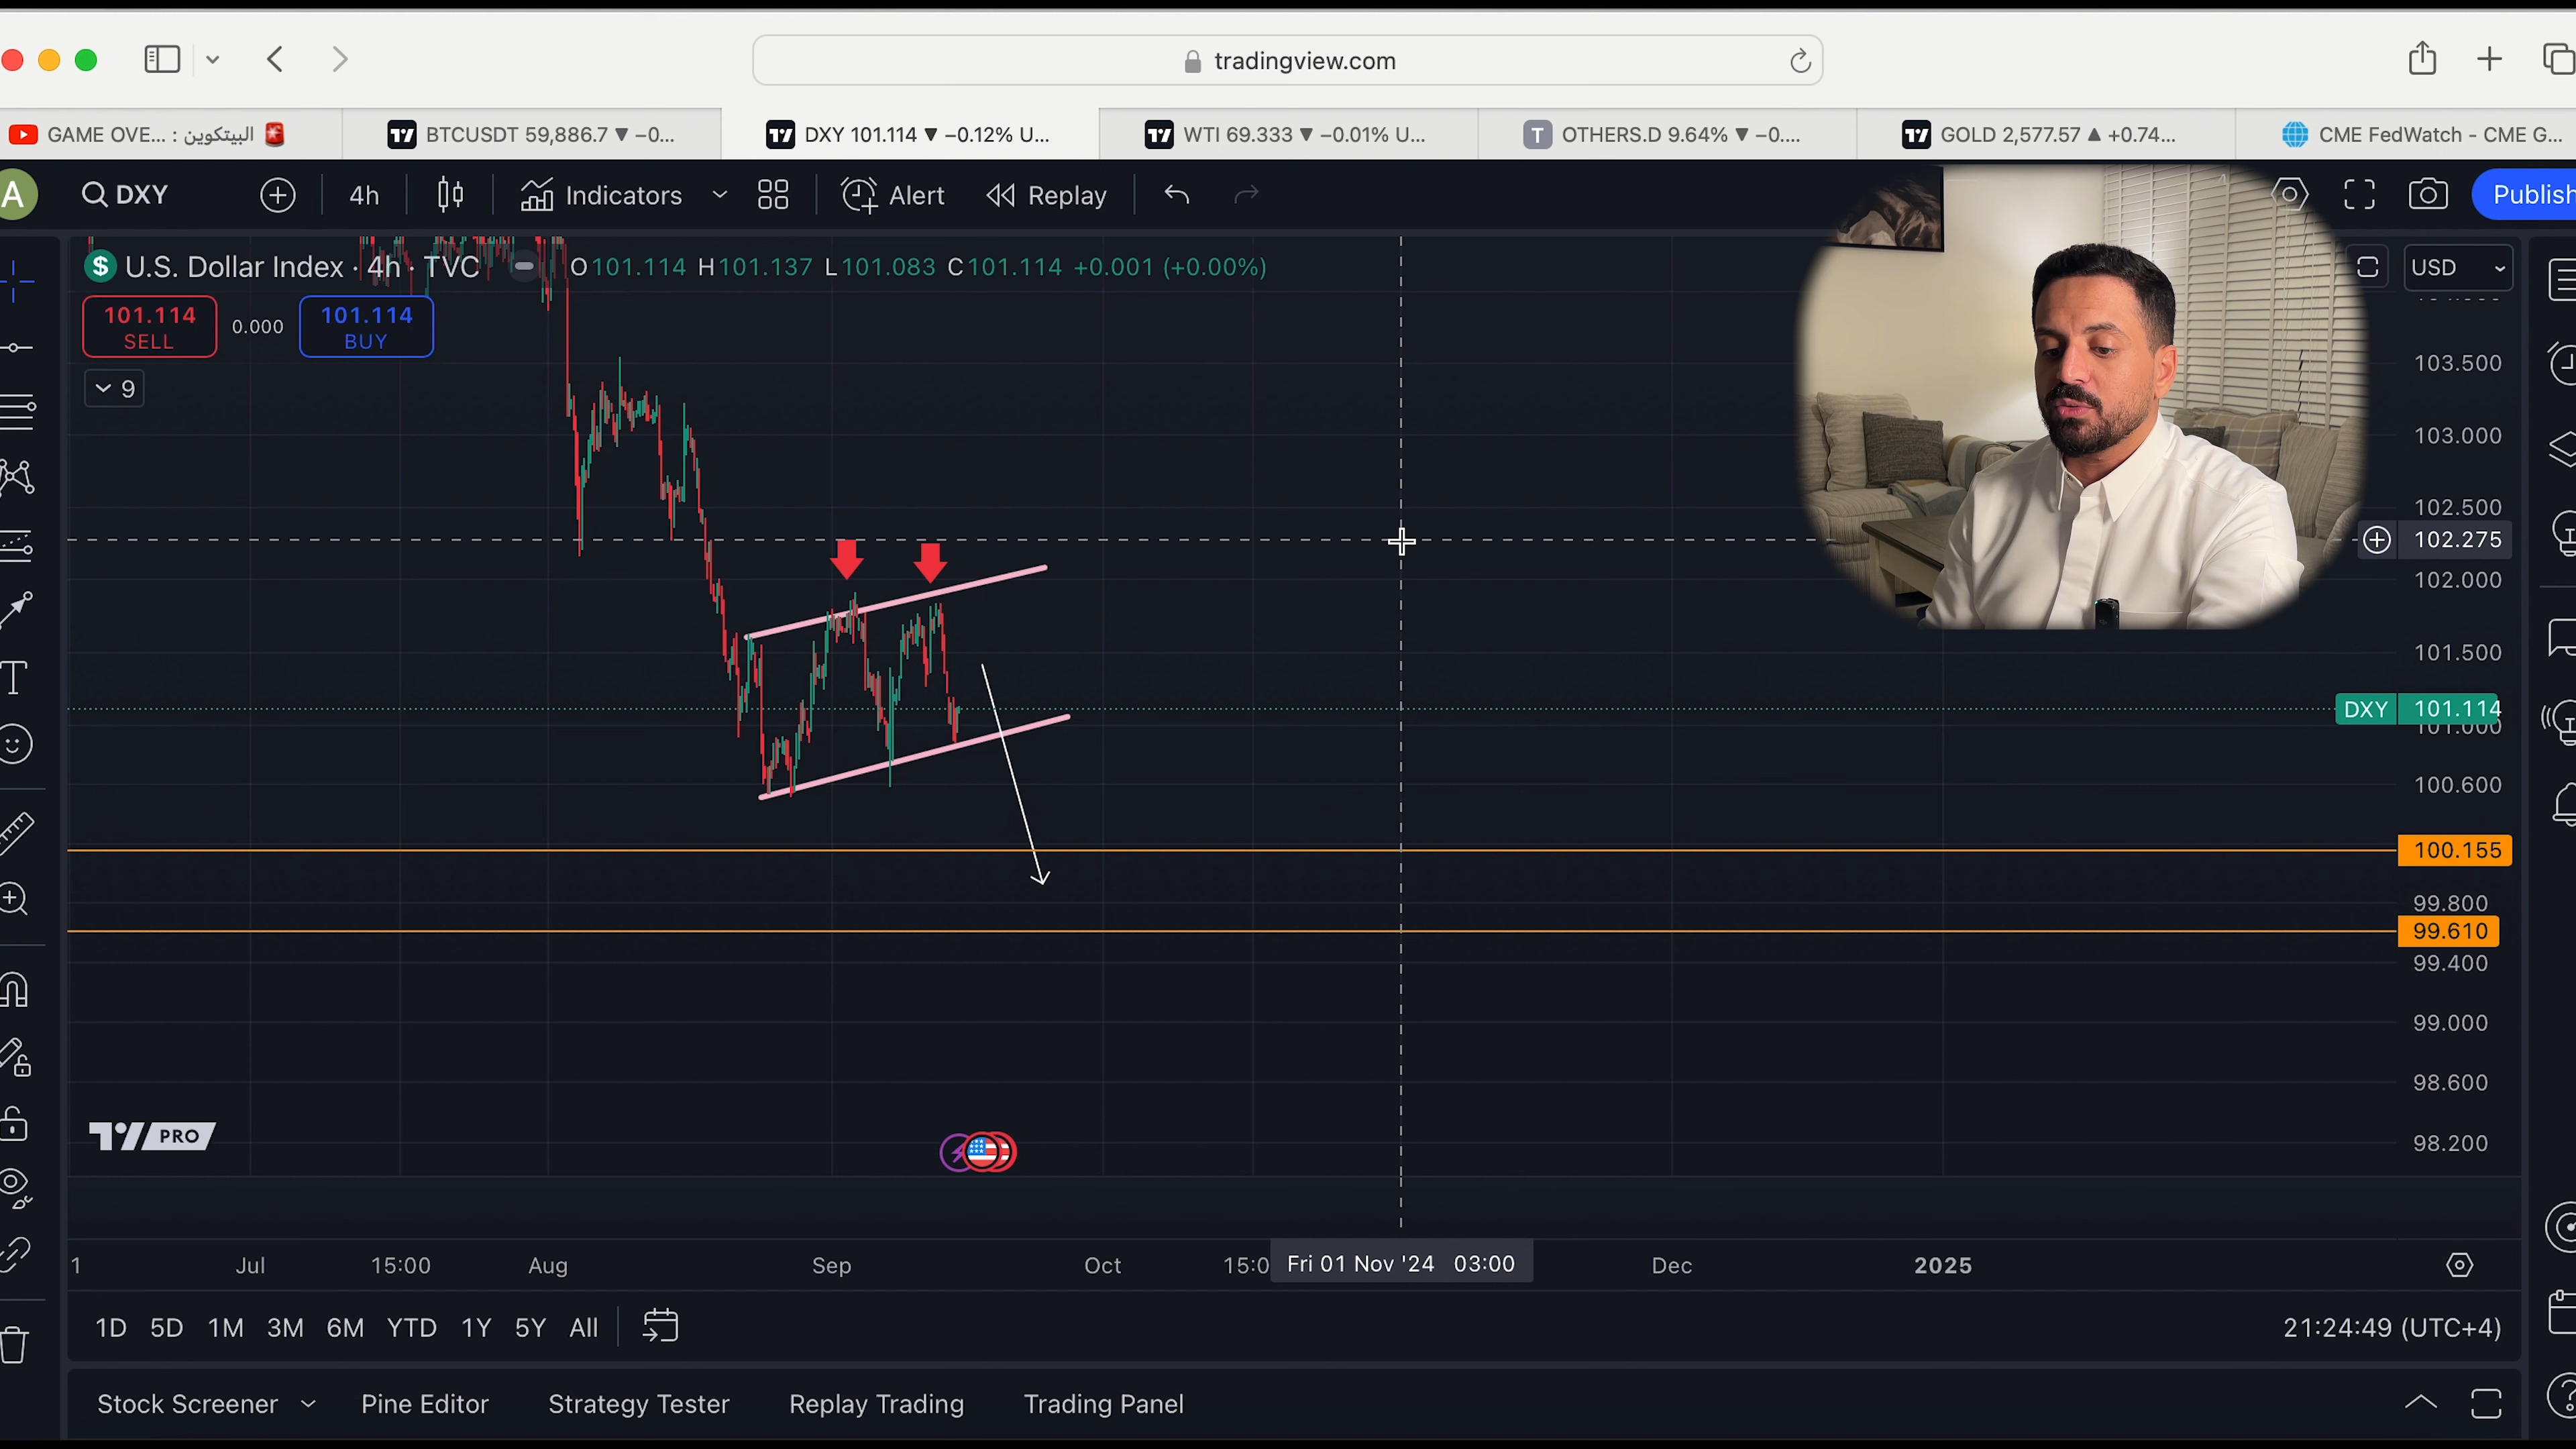 tradingview.com
GAME OVE... : البيتكوين
BTCUSDT 59,886.7 ▼ −0...
DXY 101.114 ▼ −0.12% U...
WTI 69.333 ▼ −0.01% U...
T OTHERS.D 9.64% ▼ −0....
GOLD 2,577.57 ▲ +0.74...
CME FedWatch - CME G...
A
DXY
4h
Indicators
Alert
Replay
Publish
$ U.S. Dollar Index · 4h · TVC
O101.114 H101.137 L101.083 C101.114 +0.001 (+0.00%)
USD
101.114
SELL
0.000
101.114
BUY
9
103.500
103.000
102.500
102.275
102.000
101.500
DXY 101.114
101.000
100.600
100.155
99.800
99.610
99.400
99.000
98.600
98.200
PRO
1 Jul 15:00 Aug Sep Oct 15:0 Fri 01 Nov '24 03:00 Dec 2025
1D 5D 1M 3M 6M YTD 1Y 5Y All
21:24:49 (UTC+4)
Stock Screener Pine Editor Strategy Tester Replay Trading Trading Panel